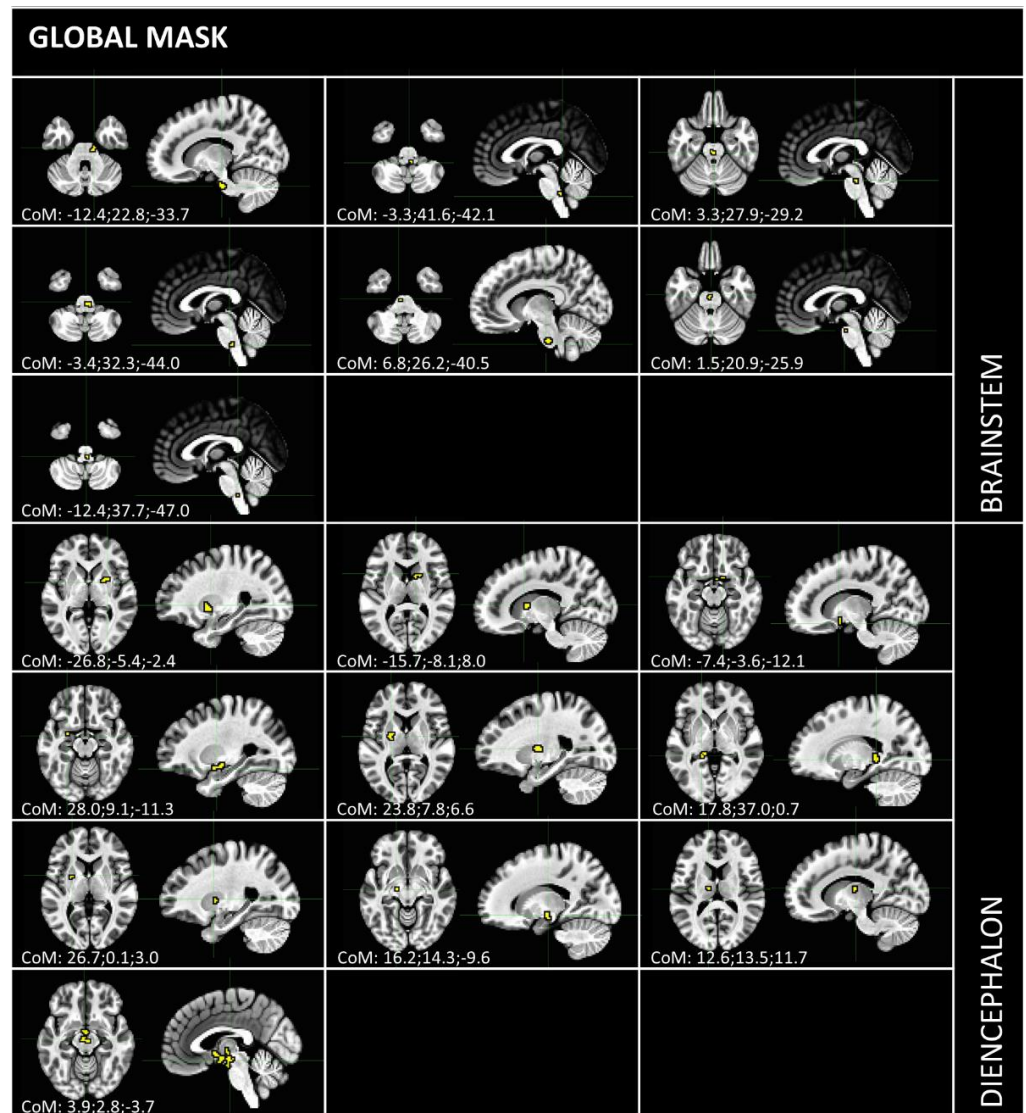 GLOBAL MASK
CoM: -12.4;22.8;-33.7
CoM: -3.3;41.6;-42.1
CoM: 3.3;27.9;-29.2
CoM: -3.4;32.3;-44.0
CoM: 6.8;26.2;-40.5
CoM: 1.5;20.9;-25.9
CoM: -12.4;37.7;-47.0
BRAINSTEM
CoM: -26.8;-5.4;-2.4
CoM: -15.7;-8.1;8.0
CoM: -7.4;-3.6;-12.1
CoM: 28.0;9.1;-11.3
CoM: 23.8;7.8;6.6
CoM: 17.8;37.0;0.7
CoM: 26.7;0.1;3.0
CoM: 16.2;14.3;-9.6
CoM: 12.6;13.5;11.7
CoM: 3.9;2.8;-3.7
DIENCEPHALON